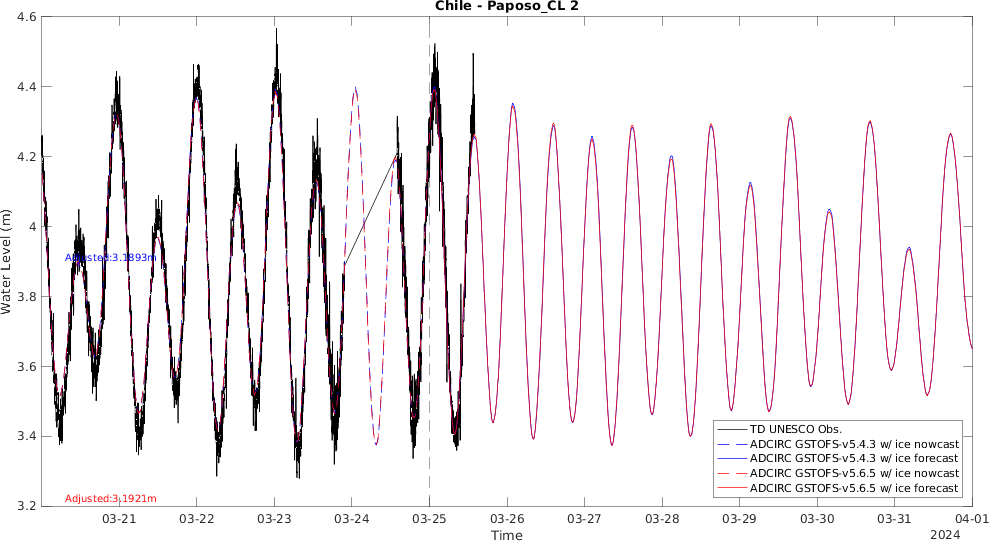 Chile - Paposo_CL 2
Water Level (m)
4.6
4.4
4.2
4
3.8
3.6
3.4
3.2
Adjusted:3.1893m
Adjusted:3.1921m
TD UNESCO Obs.
ADCIRC GSTOFS-v5.4.3 w/ ice nowcast
ADCIRC GSTOFS-v5.4.3 w/ ice forecast
ADCIRC GSTOFS-v5.6.5 w/ ice nowcast
ADCIRC GSTOFS-v5.6.5 w/ ice forecast
03-21 03-22 03-23 03-24 03-25 03-26 03-27 03-28 03-29 03-30 03-31 04-01
Time
2024